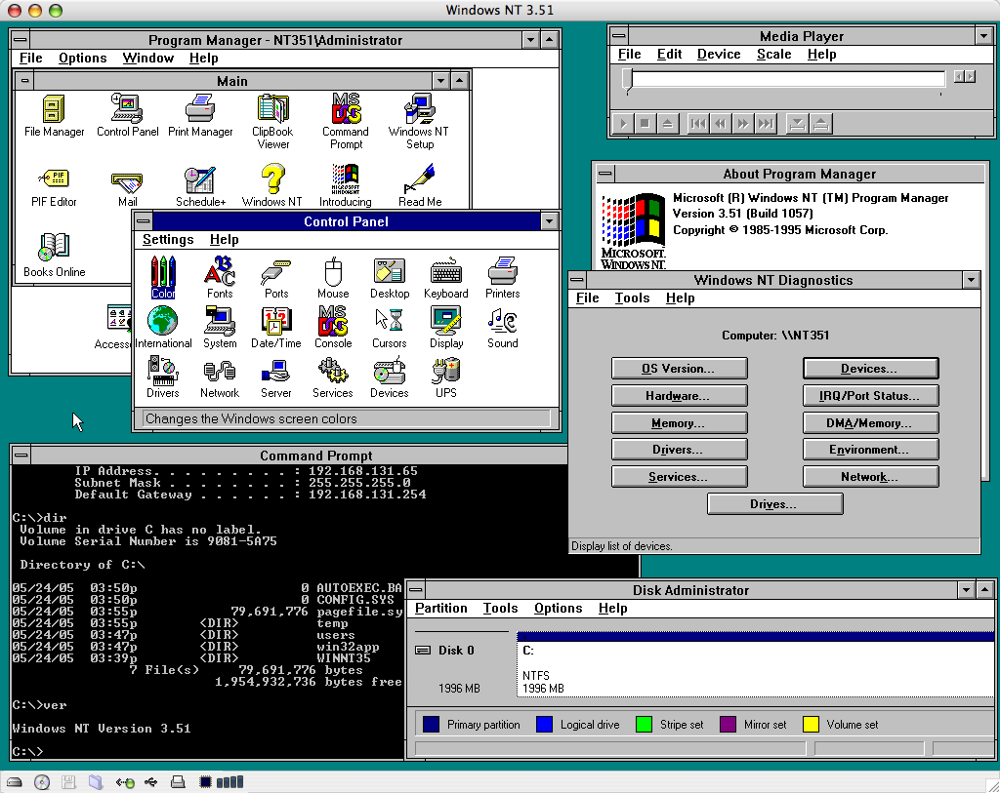 Windows NT 3.51
Program Manager - NT351\Administrator
File Options Window Help
Main
File Manager
Control Panel
Print Manager
ClipBook
Viewer
Command
Prompt
Windows NT
Setup
PIF Editor
Mail
Schedule+
Windows NT
Introducing
Read Me
Books Online
Media Player
File Edit Device Scale Help
About Program Manager
MICROSOFT.
WINDOWS NT.
Microsoft (R) Windows NT (TM) Program Manager
Version 3.51 (Build 1057)
Copyright © 1985-1995 Microsoft Corp.
Control Panel
Settings Help
Color
Fonts
Ports
Mouse
Desktop
Keyboard
Printers
International
System
Date/Time
Console
Cursors
Display
Sound
Drivers
Network
Server
Services
Devices
UPS
Changes the Windows screen colors
Windows NT Diagnostics
File Tools Help
Computer: \\NT351
OS Version...
Devices...
Hardware...
IRQ/Port Status...
Memory...
DMA/Memory...
Drivers...
Environment...
Services...
Network...
Drives...
Display list of devices.
Command Prompt
IP Address. . . . . . . . . : 192.168.131.65
Subnet Mask . . . . . . . . : 255.255.255.0
Default Gateway . . . . . . : 192.168.131.254
C:\>dir
Volume in drive C has no label.
Volume Serial Number is 9081-5A75
Directory of C:\
05/24/05 03:50p 0 AUTOEXEC.BA
05/24/05 03:50p 0 CONFIG.SYS
05/24/05 03:55p 79,691,776 pagefile.sy
05/24/05 03:55p <DIR> temp
05/24/05 03:47p <DIR> users
05/24/05 03:47p <DIR> win32app
05/24/05 03:39p <DIR> WINNT35
7 File(s) 79,691,776 bytes
1,954,932,736 bytes free
C:\>ver
Windows NT Version 3.51
C:\>
Disk Administrator
Partition Tools Options Help
Disk 0
1996 MB
C:
NTFS
1996 MB
Primary partition
Logical drive
Stripe set
Mirror set
Volume set